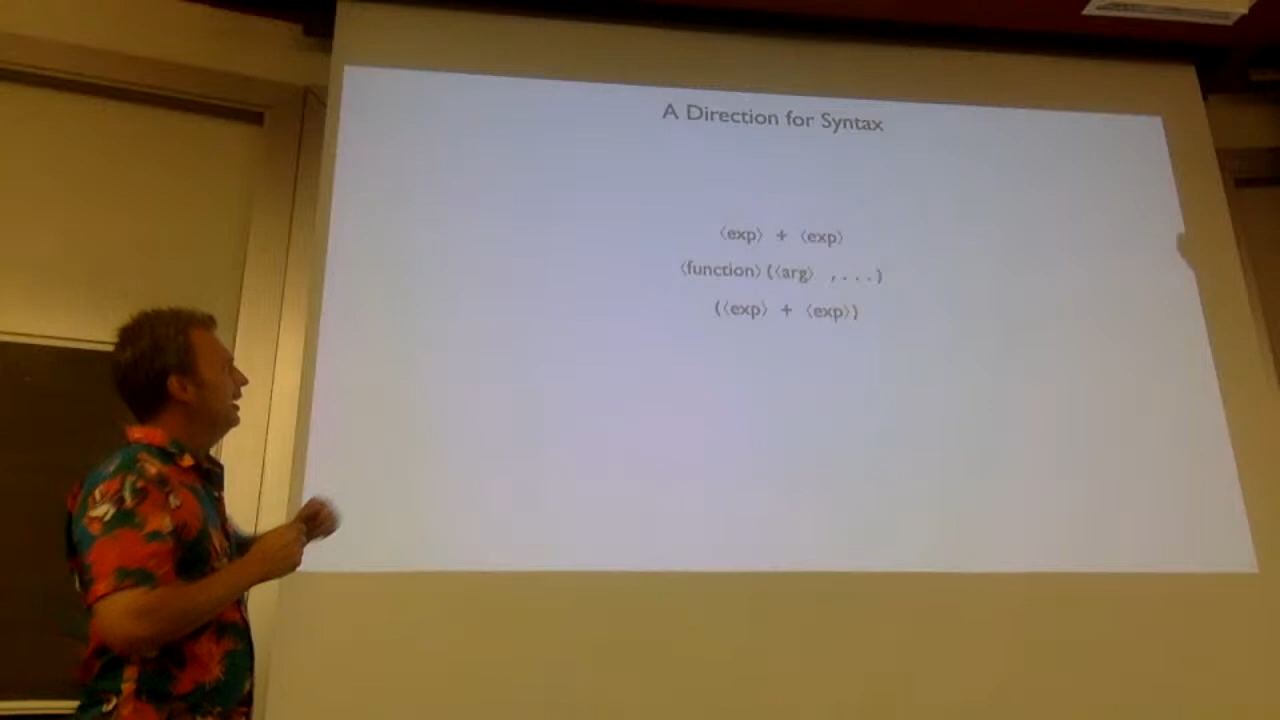 A Direction for Syntax
⟨exp⟩ + ⟨exp⟩
⟨function⟩(⟨arg⟩ ,...)
(⟨exp⟩ + ⟨exp⟩)